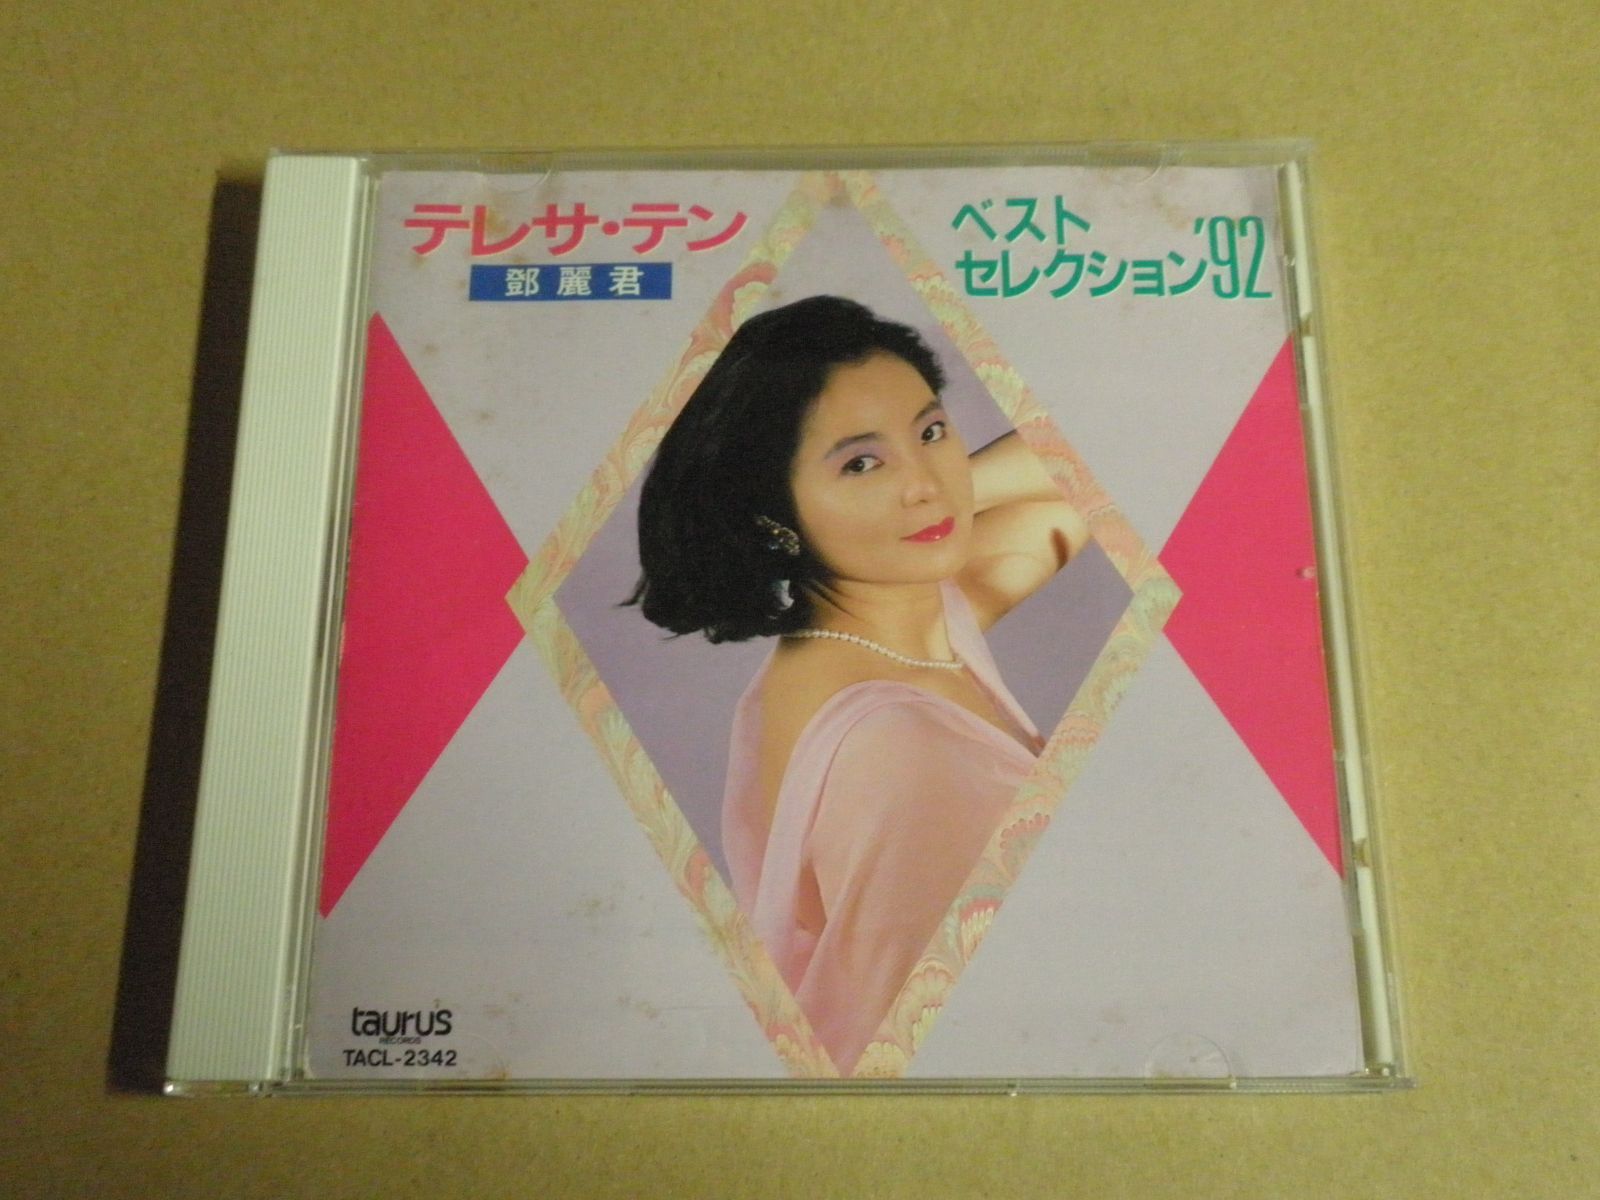 テレサ・テン
鄧麗君
ベスト
セレクション'92
taurus
RECORDS
TACL-2342